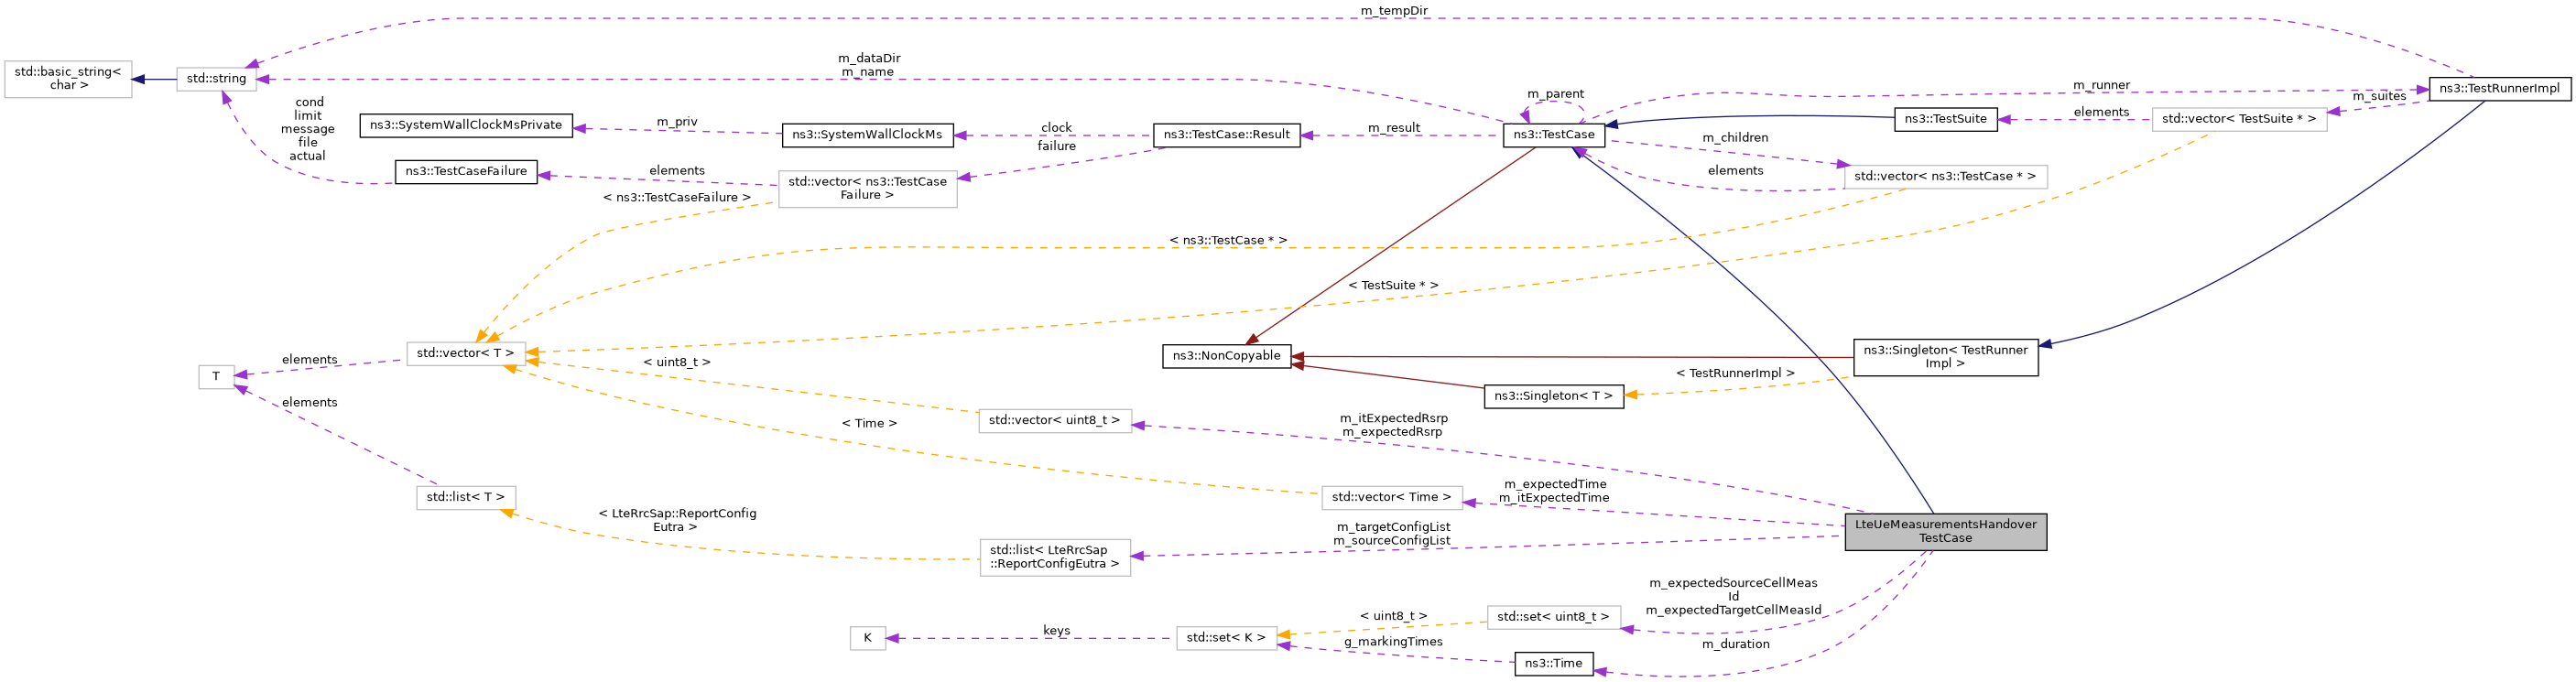 m_tempDir
std::basic_string<
char >
std::string
m_dataDir
m_name
m_runner
ns3::TestRunnerImpl
m_suites
m_parent
cond
limit
message
file
actual
ns3::SystemWallClockMsPrivate
m_priv
ns3::SystemWallClockMs
clock
failure
ns3::TestCase::Result
m_result
ns3::TestCase
ns3::TestSuite
elements
std::vector< TestSuite * >
m_children
elements
std::vector< ns3::TestCase * >
ns3::TestCaseFailure
elements
std::vector< ns3::TestCase
Failure >
< ns3::TestCaseFailure >
< ns3::TestCase * >
< TestSuite * >
std::vector< T >
elements
T
elements
< uint8_t >
ns3::NonCopyable
ns3::Singleton< TestRunner
Impl >
< TestRunnerImpl >
ns3::Singleton< T >
std::vector< uint8_t >
m_itExpectedRsrp
m_expectedRsrp
< Time >
std::list< T >
std::vector< Time >
m_expectedTime
m_itExpectedTime
< LteRrcSap::ReportConfig
Eutra >
std::list< LteRrcSap
::ReportConfigEutra >
m_targetConfigList
m_sourceConfigList
LteUeMeasurementsHandover
TestCase
m_expectedSourceCellMeas
Id
m_expectedTargetCellMeasId
std::set< uint8_t >
< uint8_t >
K
keys
std::set< K >
g_markingTimes
ns3::Time
m_duration